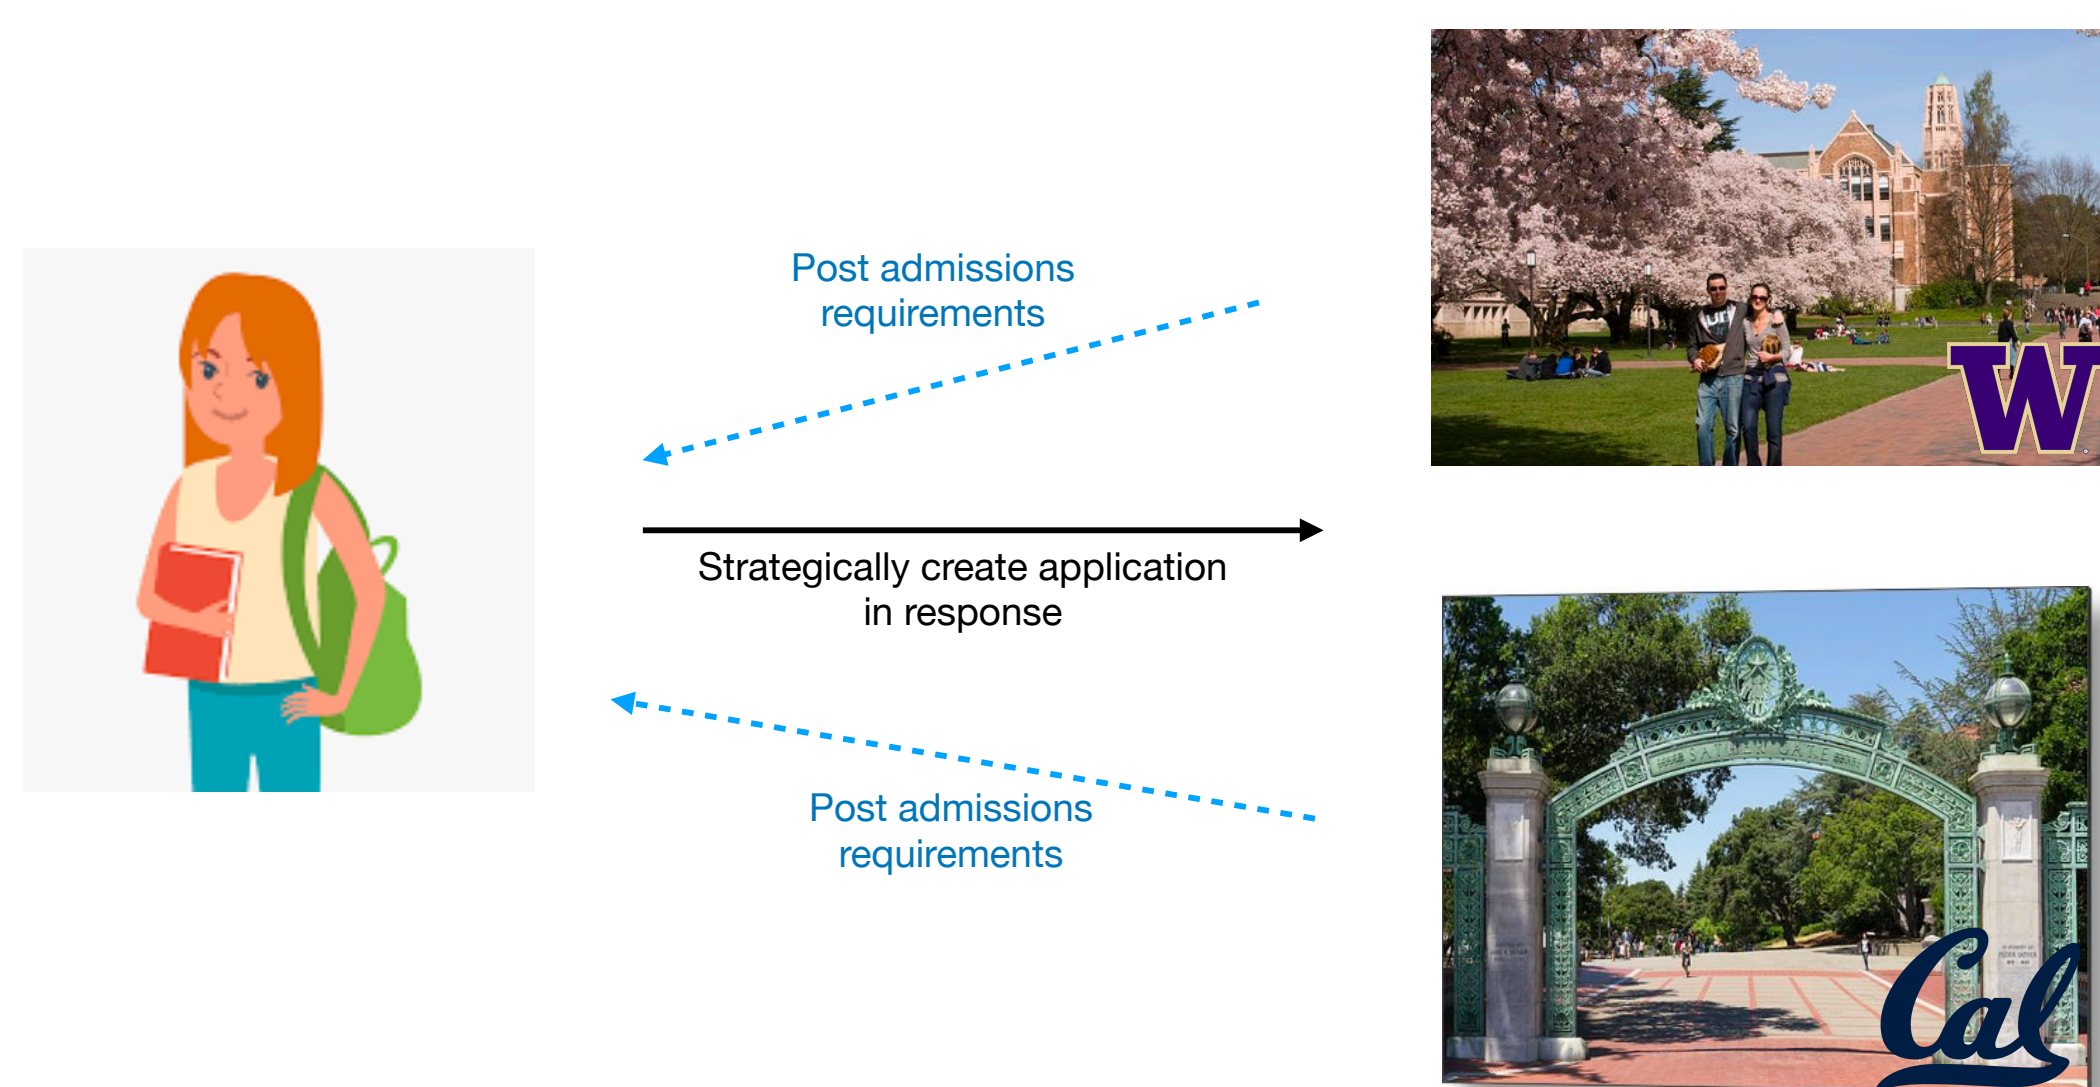 Post admissions
requirements
W
Strategically create application
in response
Post admissions
requirements
Cal